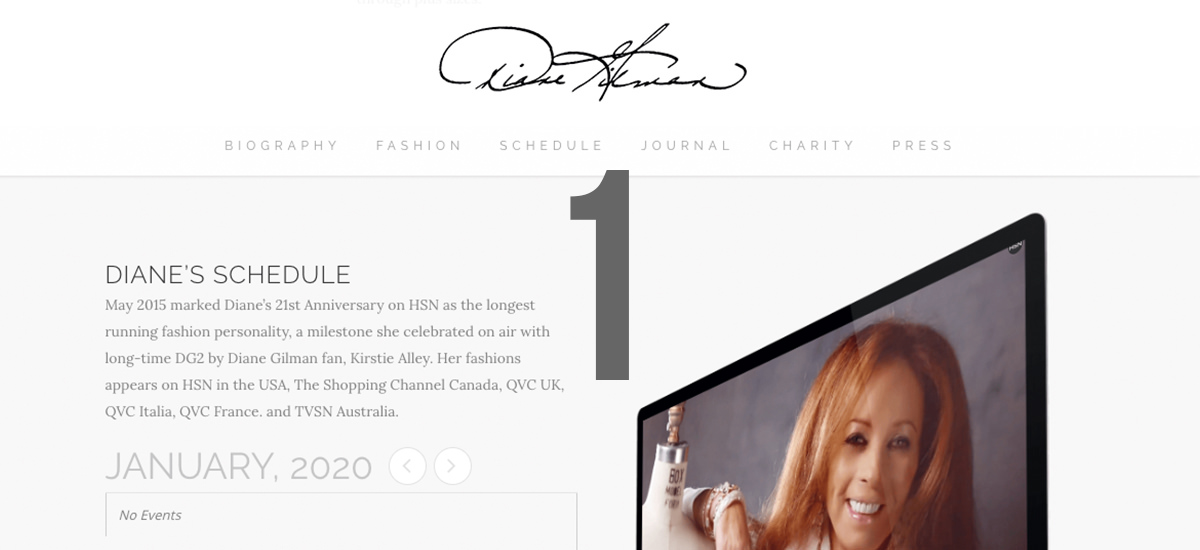 Diane Gilman
BIOGRAPHY FASHION SCHEDULE JOURNAL CHARITY PRESS
1
DIANE'S SCHEDULE
May 2015 marked Diane's 21st Anniversary on HSN as the longest
running fashion personality, a milestone she celebrated on air with
long-time DG2 by Diane Gilman fan, Kirstie Alley. Her fashions
appears on HSN in the USA, The Shopping Channel Canada, QVC UK,
QVC Italia, QVC France. and TVSN Australia.
JANUARY, 2020
No Events
HSN